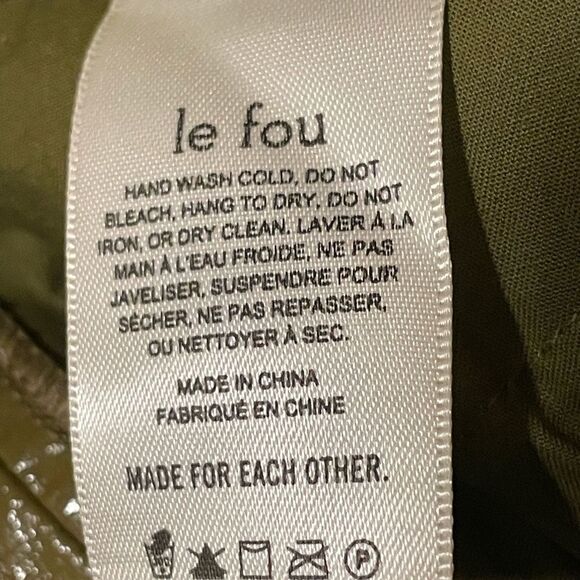 le fou
HAND WASH COLD, DO NOT
BLEACH, HANG TO DRY, DO NOT
IRON, OR DRY CLEAN. LAVER À LA
MAIN À L'EAU FROIDE, NE PAS
JAVELISER, SUSPENDRE POUR
SÉCHER, NE PAS REPASSER,
OU NETTOYER À SEC.
MADE IN CHINA
FABRIQUÉ EN CHINE
MADE FOR EACH OTHER.
P